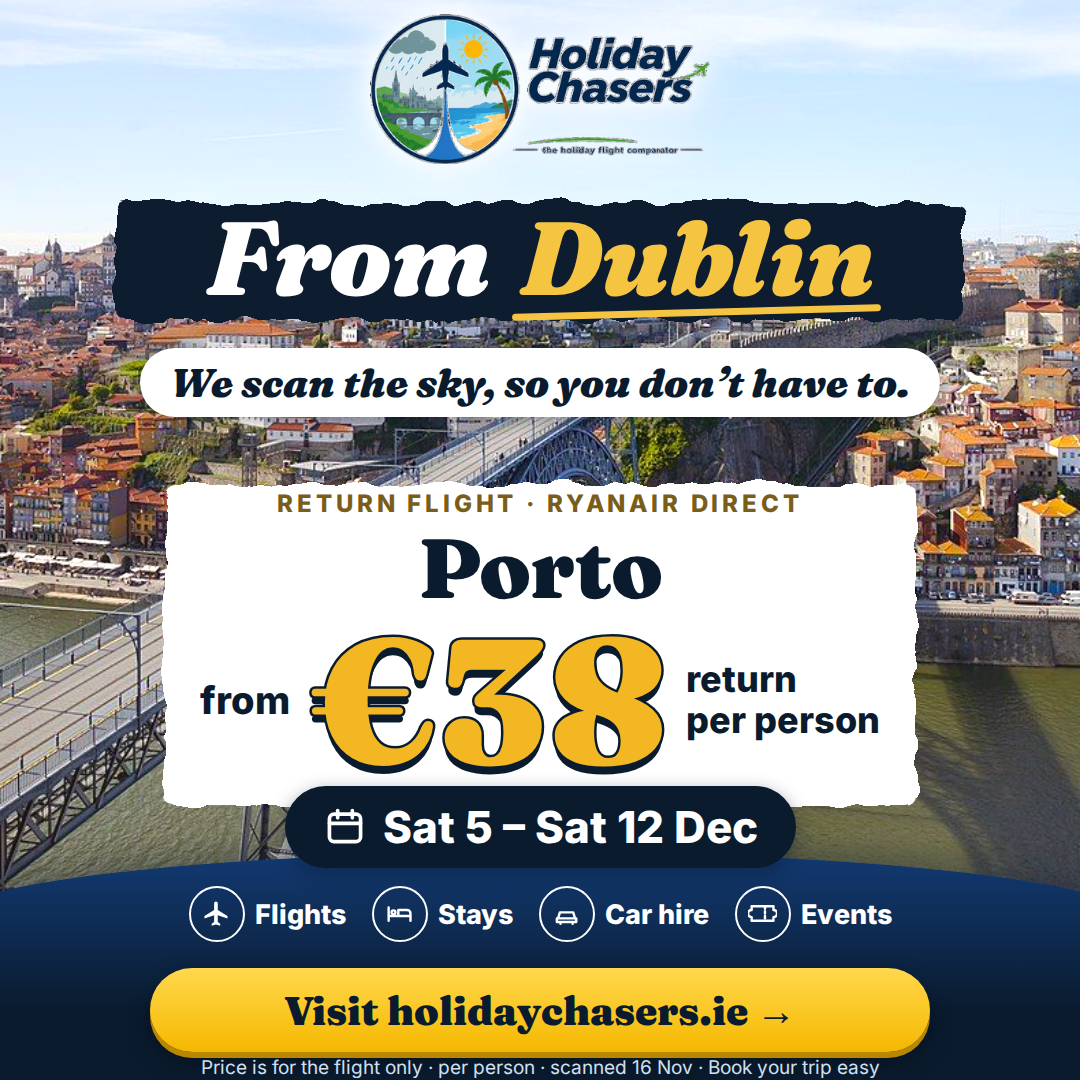 Holiday
Chasers
the holiday flight comparator
From Dublin
We scan the sky, so you don’t have to.
RETURN FLIGHT · RYANAIR DIRECT
Porto
from €38 return
per person
Sat 5 – Sat 12 Dec
Flights Stays Car hire Events
Visit holidaychasers.ie →
Price is for the flight only · per person · scanned 16 Nov · Book your trip easy